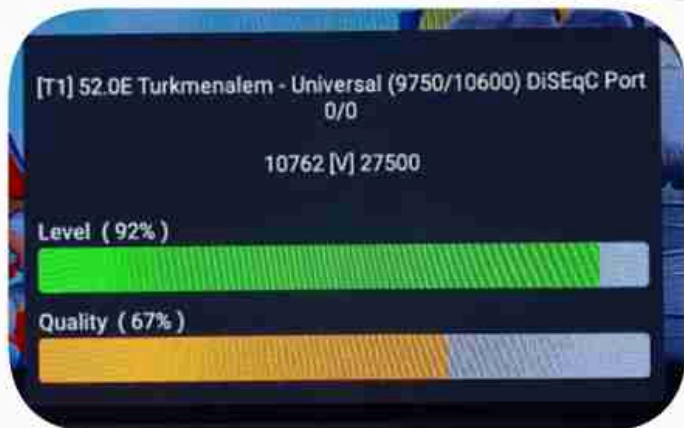 [T1] 52.0E Turkmenalem - Universal (9750/10600) DiSEqC Port
0/0
10762 [V] 27500
Level ( 92% )
Quality ( 67% )